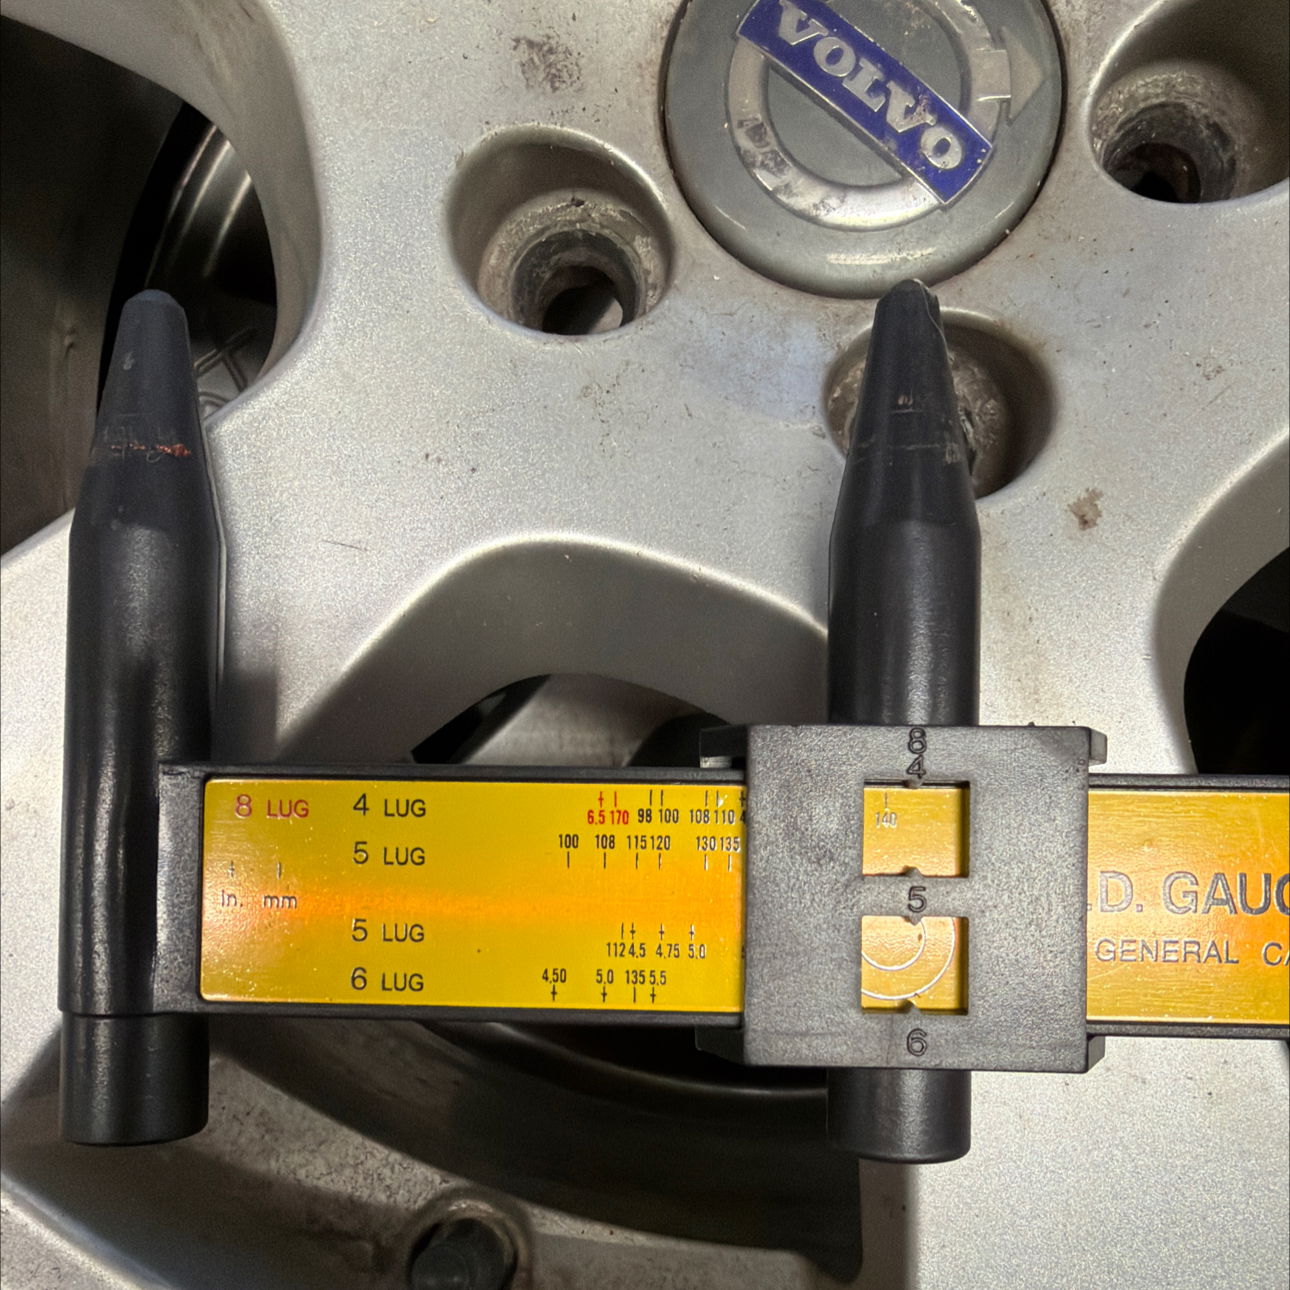 VOLVO
8
4
8 LUG 4 LUG 6.5 170 98 100 108 110 4 140
100 108 115 120 130 135
5 LUG
In. mm
5
.D. GAUG
5 LUG
112 4.5 4.75 5.0
GENERAL CA
6 LUG 4.50 5.0 135 5.5
6